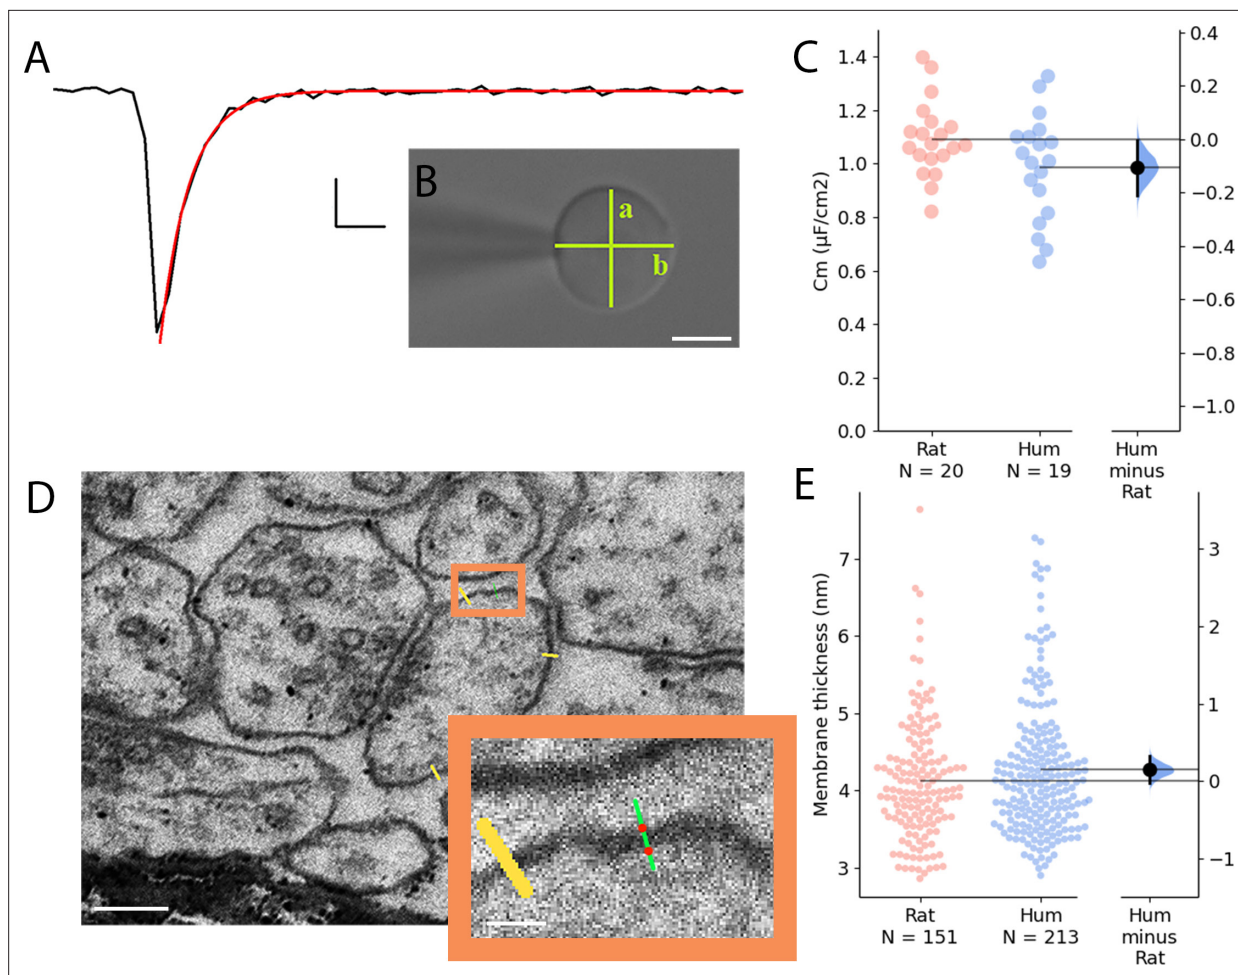 A
B
a
b
C
Cm (µF/cm2)
1.4
1.2
1.0
0.8
0.6
0.4
0.2
0.0
0.4
0.2
0.0
−0.2
−0.4
−0.6
−0.8
−1.0
Rat
N = 20
Hum
N = 19
Hum
minus
Rat
D
E
Membrane thickness (nm)
7
6
5
4
3
3
2
1
0
−1
Rat
N = 151
Hum
N = 213
Hum
minus
Rat